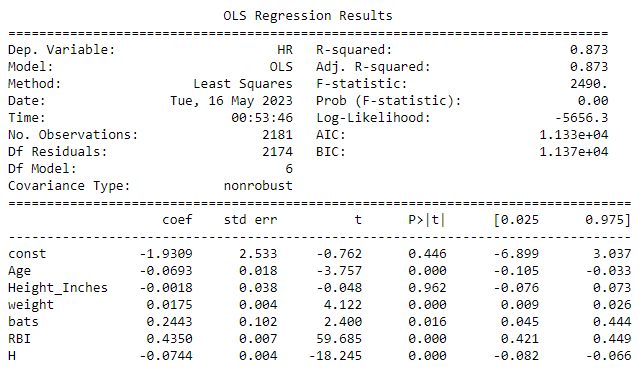 OLS Regression Results
==============================================================================
Dep. Variable: HR R-squared: 0.873
Model: OLS Adj. R-squared: 0.873
Method: Least Squares F-statistic: 2490.
Date: Tue, 16 May 2023 Prob (F-statistic): 0.00
Time: 00:53:46 Log-Likelihood: -5656.3
No. Observations: 2181 AIC: 1.133e+04
Df Residuals: 2174 BIC: 1.137e+04
Df Model: 6
Covariance Type: nonrobust
=================================================================================
coef std err t P>|t| [0.025 0.975]
---------------------------------------------------------------------------------
const -1.9309 2.533 -0.762 0.446 -6.899 3.037
Age -0.0693 0.018 -3.757 0.000 -0.105 -0.033
Height_Inches -0.0018 0.038 -0.048 0.962 -0.076 0.073
weight 0.0175 0.004 4.122 0.000 0.009 0.026
bats 0.2443 0.102 2.400 0.016 0.045 0.444
RBI 0.4350 0.007 59.685 0.000 0.421 0.449
H -0.0744 0.004 -18.245 0.000 -0.082 -0.066